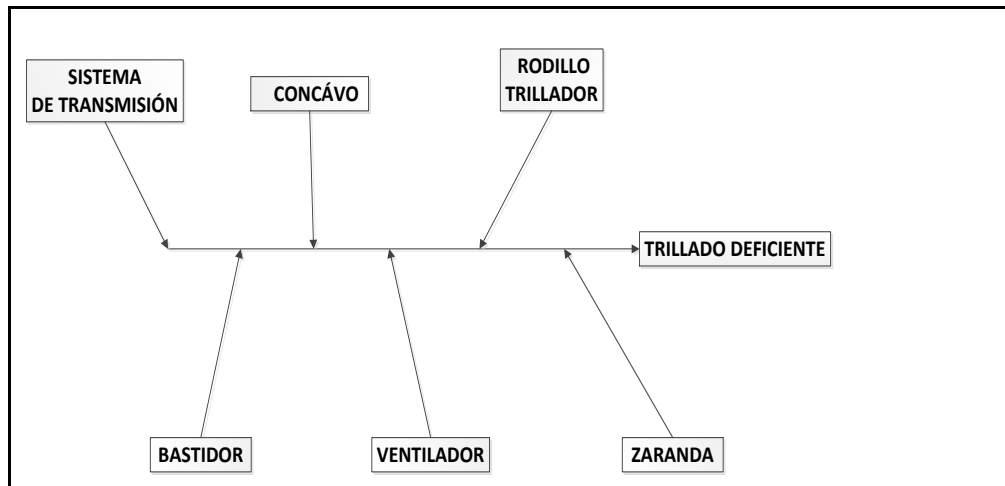 SISTEMA
DE TRANSMISIÓN
CONCÁVO
RODILLO
TRILLADOR
TRILLADO DEFICIENTE
BASTIDOR
VENTILADOR
ZARANDA